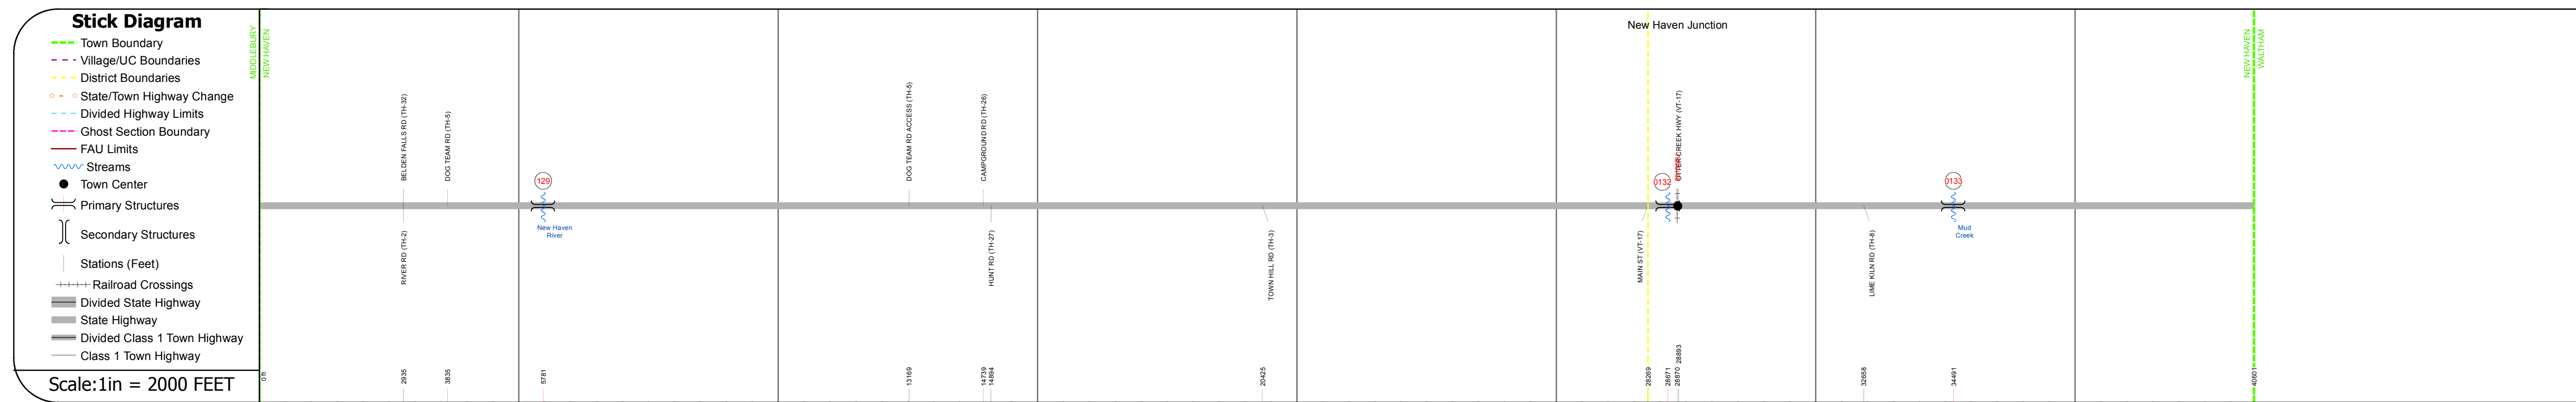 Stick Diagram
Town Boundary
Village/UC Boundaries
District Boundaries
State/Town Highway Change
Divided Highway Limits
Ghost Section Boundary
FAU Limits
Streams
Town Center
Primary Structures
Secondary Structures
Stations (Feet)
Railroad Crossings
Divided State Highway
State Highway
Divided Class 1 Town Highway
Class 1 Town Highway
Scale:1in = 2000 FEET
MIDDLEBURY
NEW HAVEN
BELDEN FALLS RD (TH-32)
DOG TEAM RD (TH-5)
RIVER RD (TH-2)
129
New Haven
River
DOG TEAM RD ACCESS (TH-5)
CAMPGROUND RD (TH-26)
HUNT RD (TH-27)
TOWN HILL RD (TH-3)
New Haven Junction
MAIN ST (VT-17)
0132
OTTER CREEK HWY (VT-17)
LIME KILN RD (TH-8)
0133
Mud
Creek
NEW HAVEN
WALTHAM
0 ft
2935
3835
5781
13169
14739
14894
20425
28269
28671
28870
28893
32658
34491
40601